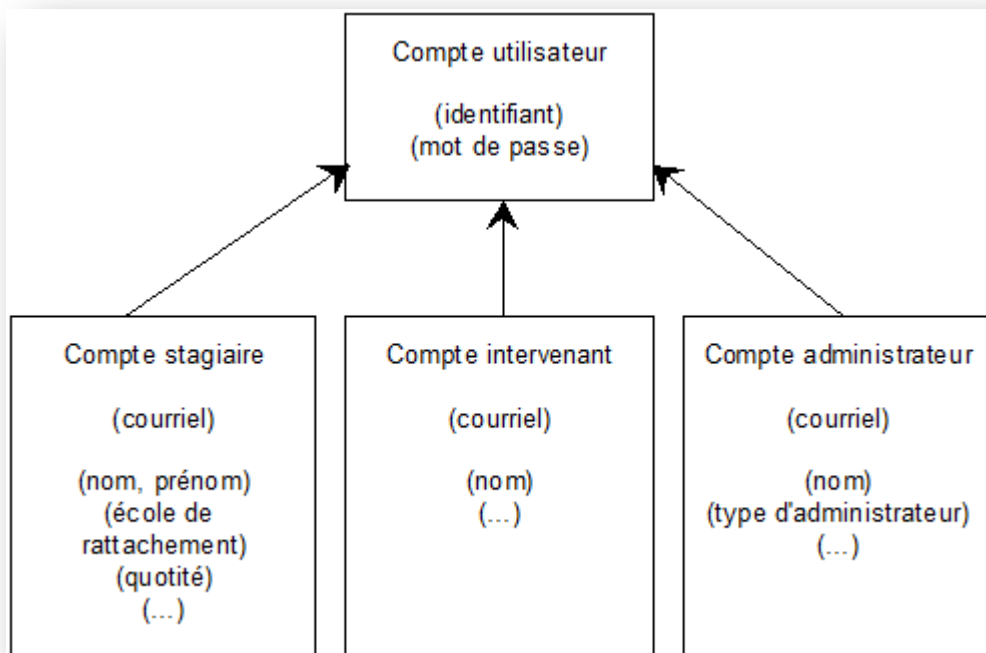 Compte utilisateur
(identifiant)
(mot de passe)
Compte stagiaire
(courriel)
(nom, prénom)
(école de
rattachement)
(quotité)
(...)
Compte intervenant
(courriel)
(nom)
(...)
Compte administrateur
(courriel)
(nom)
(type d'administrateur)
(...)